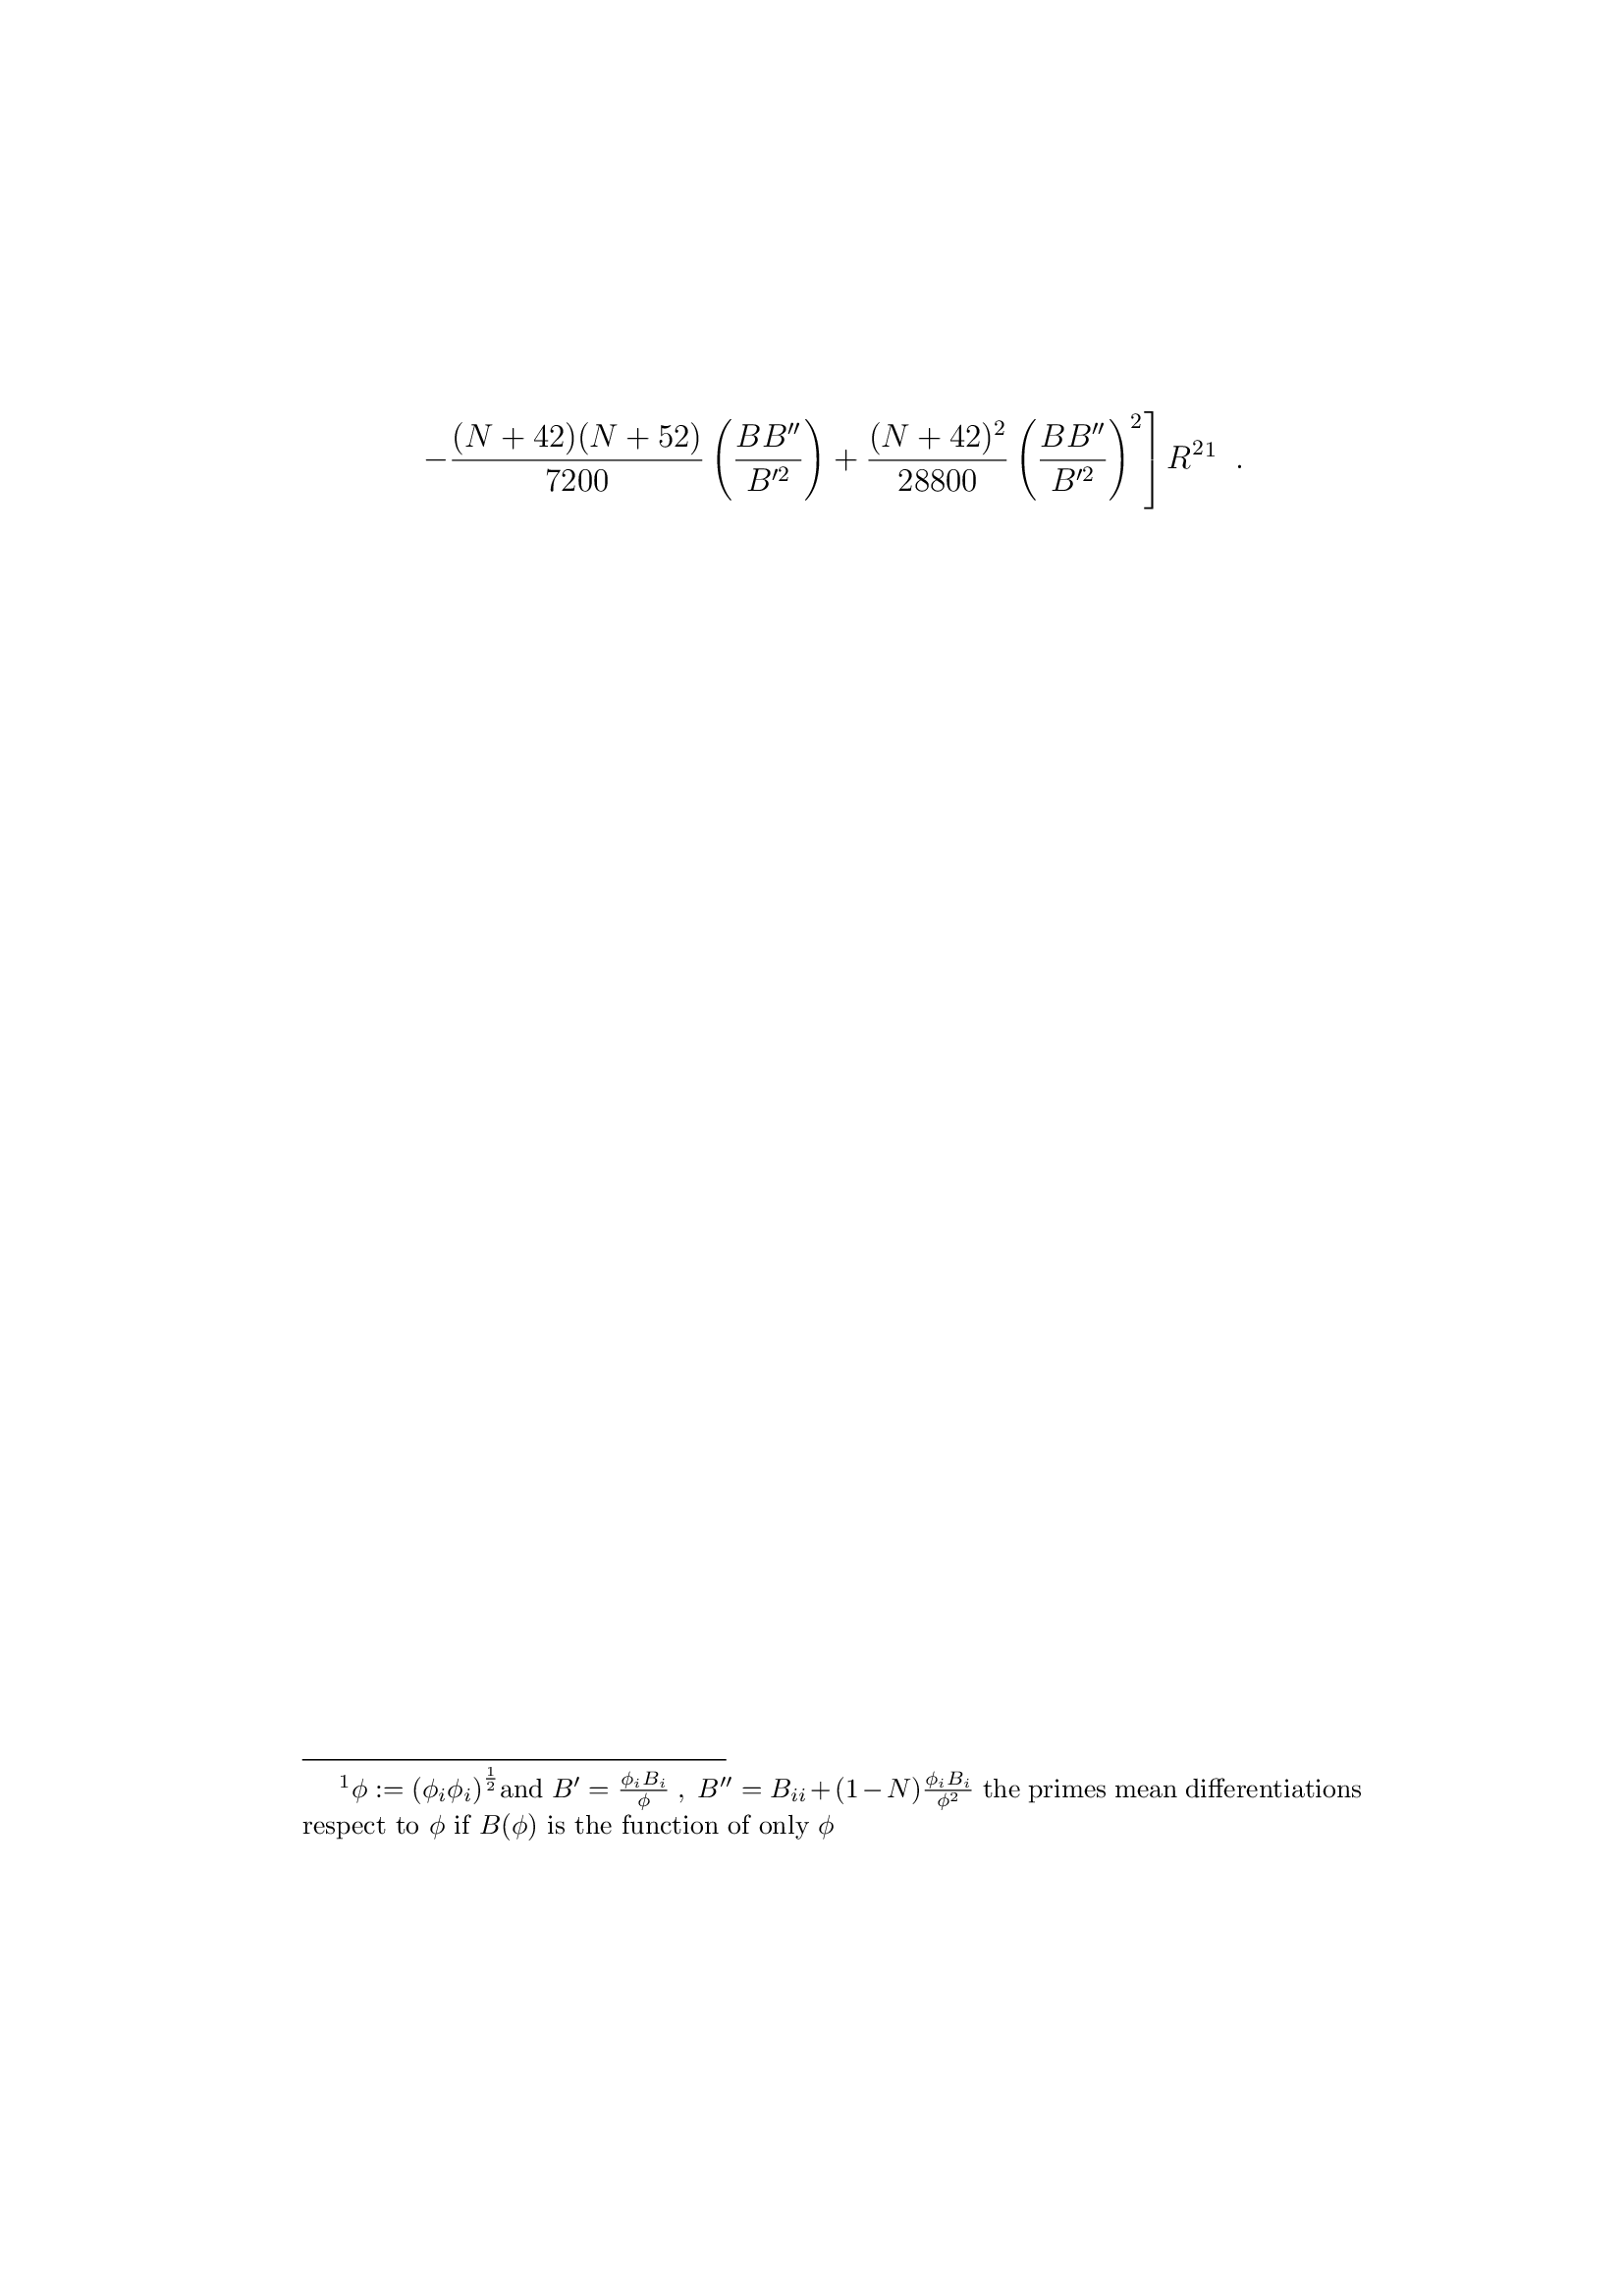 $$-\frac{(N+42)(N+52)}{7200}\left(\frac{BB''}{B'^2}\right)+\frac{(N+42)^2}{28800}\left(\frac{BB''}{B'^2}\right)^2\Bigg]R^{21}\ \ .$$
$^1\phi := (\phi_i\phi_i)^{\frac{1}{2}}$and $B' = \frac{\phi_i B_i}{\phi}$ , $B'' = B_{ii}+(1-N)\frac{\phi_i B_i}{\phi^2}$ the primes mean differentiations
respect to $\phi$ if $B(\phi)$ is the function of only $\phi$